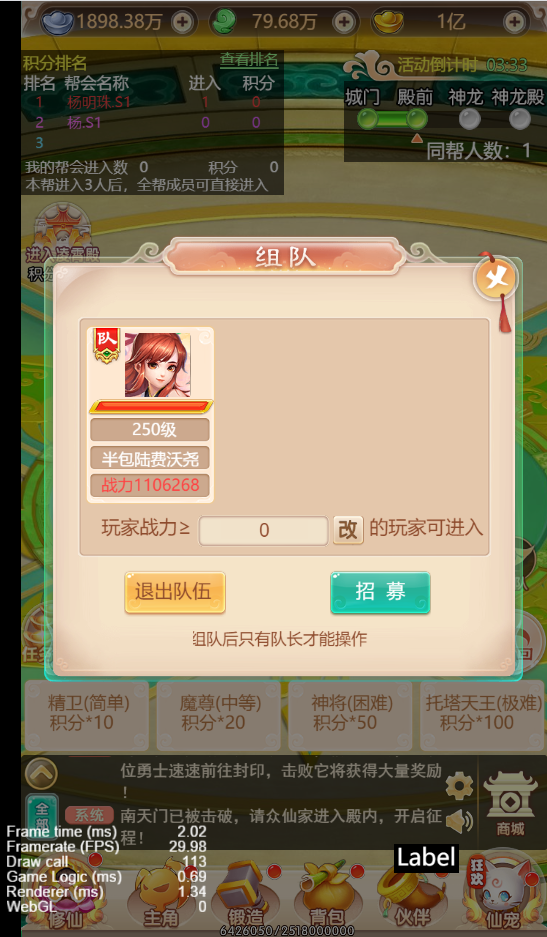 1898.38万 79.68万 1亿
积分排名 查看排名
排名 帮会名称 进入 积分
1 杨明珠.S1 1 0
2 杨.S1 0 0
3
我的帮会进入数 0 积分 0
本帮进入3人后，全帮成员可直接进入
活动倒计时 03:33
城门 殿前 神龙 神龙殿
同帮人数： 1
进入凌霄殿
积
组队
队
250级
半包陆费沃尧
战力1106268
玩家战力≥ 0 改 的玩家可进入
退出队伍 招 募
组队后只有队长才能操作
任 队 回
精卫(简单) 魔尊(中等) 神将(困难) 托塔天王(极难)
积分*10 积分*20 积分*50 积分*100
位勇士速速前往封印，击败它将获得大量奖励
！
全部
系统 南天门已被击破，请众仙家进入殿内，开启征
程！
商城
Frame time (ms) 2.02
Framerate (FPS) 29.98
Draw call 113
Game Logic (ms) 0.69
Renderer (ms) 1.34
WebGL 0
Label
狂欢
修仙 主角 锻造 背包 伙伴 仙宠
6426050/2518000000